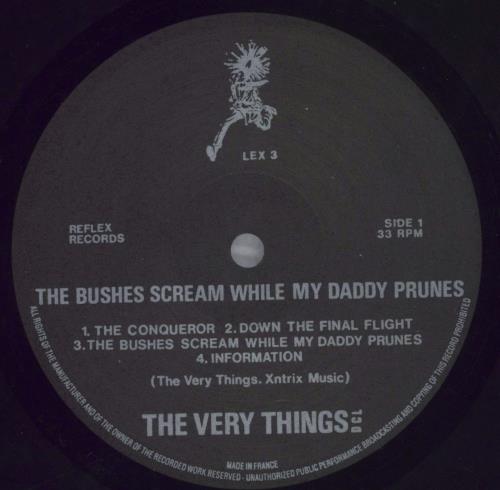 LEX 3
REFLEX
RECORDS
SIDE 1
33 RPM
THE BUSHES SCREAM WHILE MY DADDY PRUNES
1. THE CONQUEROR 2. DOWN THE FINAL FLIGHT
3. THE BUSHES SCREAM WHILE MY DADDY PRUNES
4. INFORMATION
(The Very Things. Xntrix Music)
THE VERY THINGS DCL
MADE IN FRANCE
ALL RIGHTS OF THE MANUFACTURER AND OF THE OWNER OF THE RECORDED WORK RESERVED - UNAUTHORIZED PUBLIC PERFORMANCE BROADCASTING AND COPYING OF THIS RECORD PROHIBITED